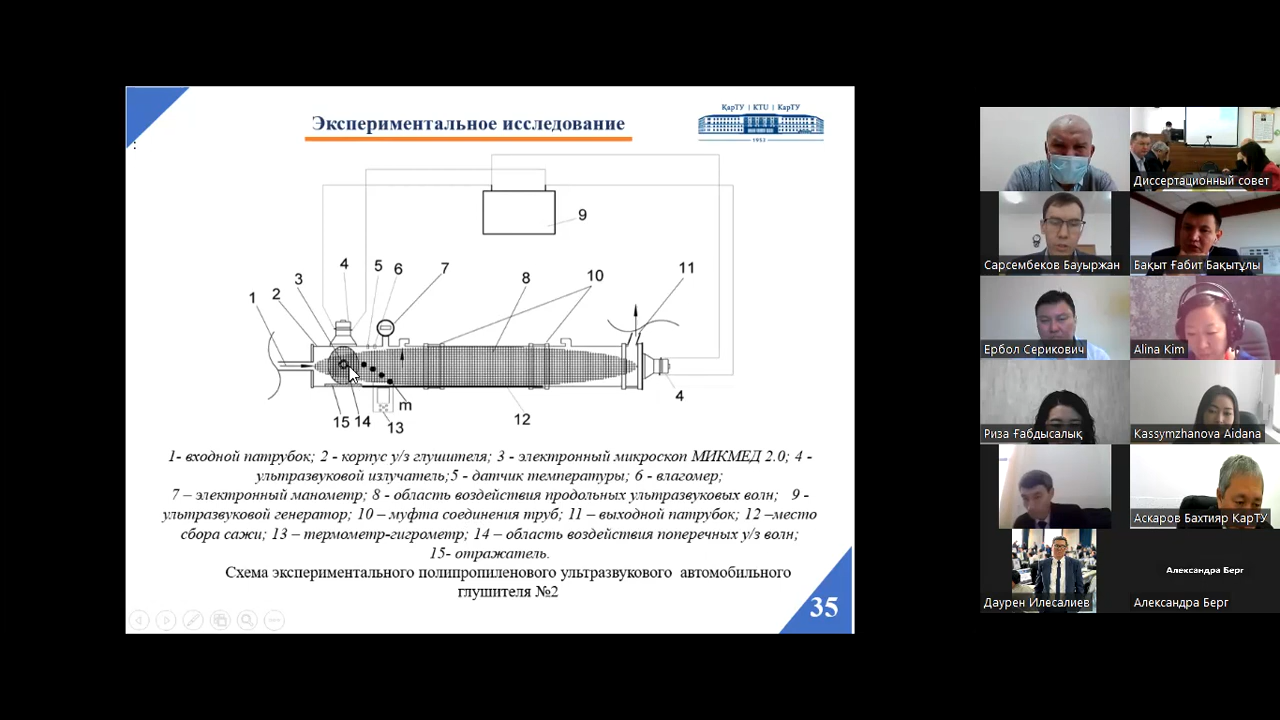 Экспериментальное исследование
ҚарТУ | KTU | КарТУ
1952
:
9
1
2
3
4
5
6
7
8
10
11
4
15
14
13
m
12
1- входной патрубок; 2 - корпус у/з глушителя; 3 - электронный микроскоп МИКМЕД 2.0; 4 -
ультразвуковой излучатель;5 - датчик температуры; 6 - влагомер;
7 – электронный манометр; 8 - область воздействия продольных ультразвуковых волн; 9 -
ультразвуковой генератор; 10 – муфта соединения труб; 11 – выходной патрубок; 12 –место
сбора сажи; 13 – термометр-гигрометр; 14 – область воздействия поперечных у/з волн;
15- отражатель.
Схема экспериментального полипропиленового ультразвукового автомобильного
глушителя №2
35
Диссертационный совет
Сарсембеков Бауыржан
Бақыт Ғабит Бақытұлы
Ербол Серикович
Alina Kim
Риза Ғабдысалық
Kassymzhanova Aidana
Аскаров Бахтияр КарТУ
Даурен Илесалиев
Александра Берг
Александра Берг